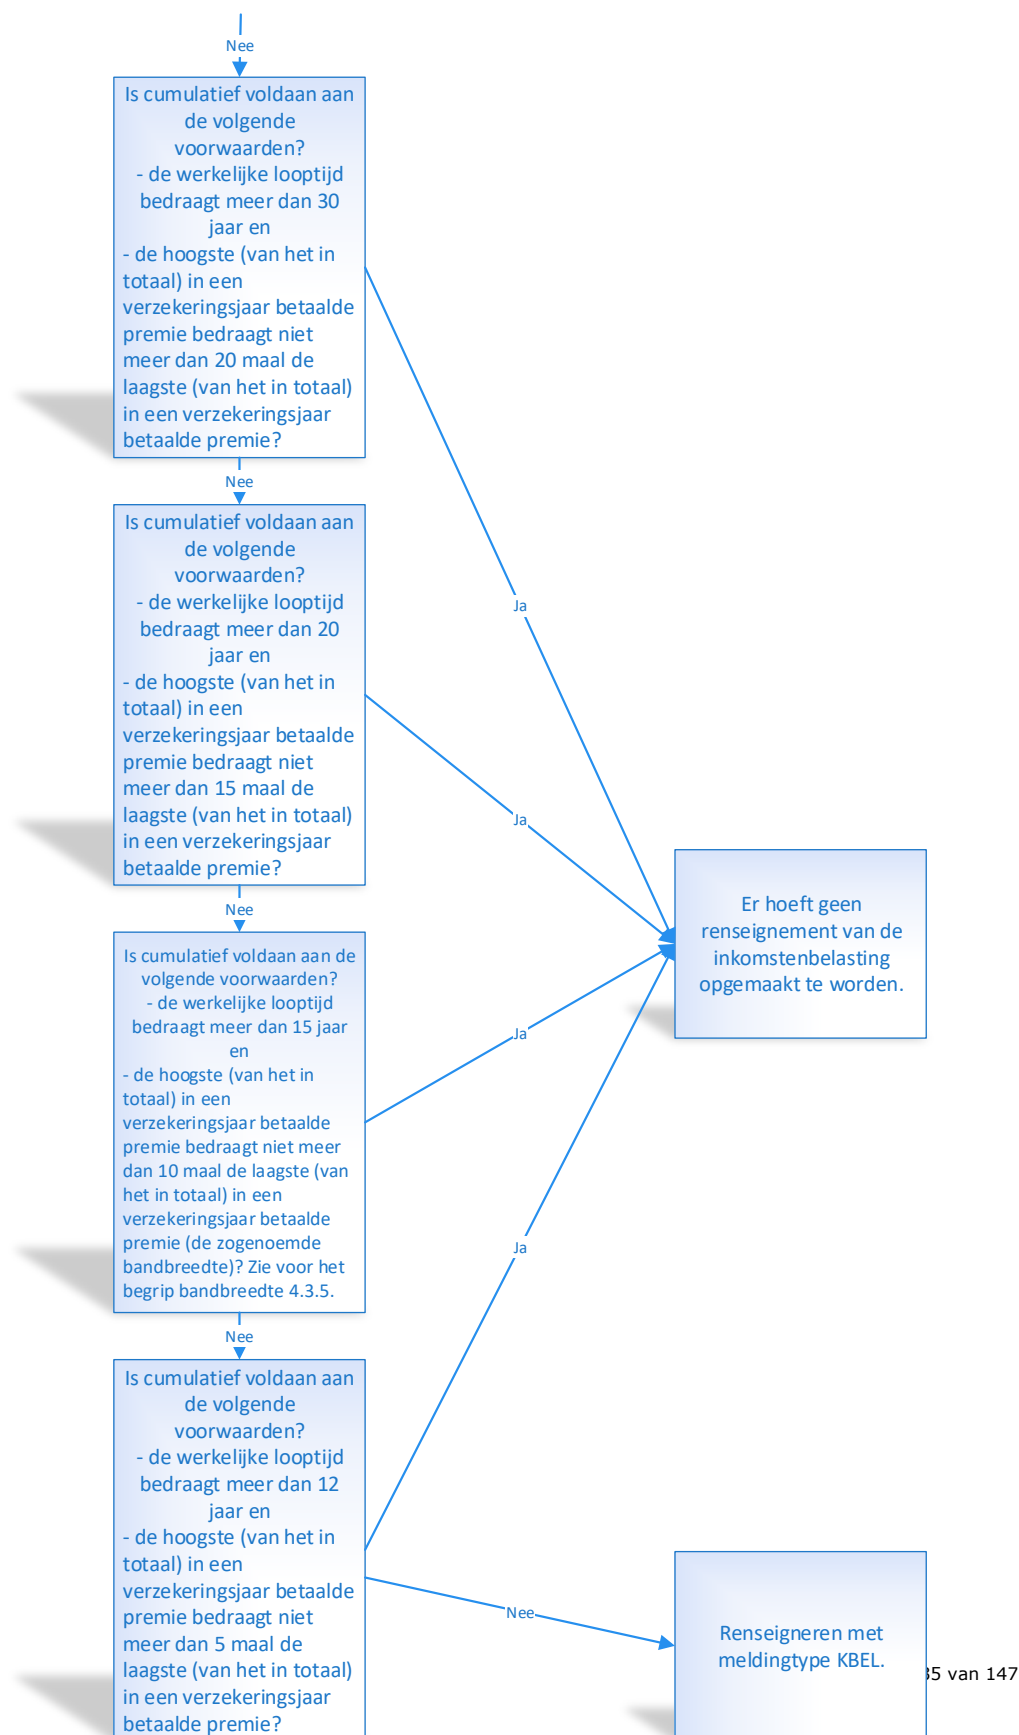 Nee
Is cumulatief voldaan aan
de volgende
voorwaarden?
- de werkelijke looptijd
bedraagt meer dan 30
jaar en
- de hoogste (van het in
totaal) in een
verzekeringsjaar betaalde
premie bedraagt niet
meer dan 20 maal de
laagste (van het in totaal)
in een verzekeringsjaar
betaalde premie?
Nee
Ja
Is cumulatief voldaan aan
de volgende
voorwaarden?
- de werkelijke looptijd
bedraagt meer dan 20
jaar en
- de hoogste (van het in
totaal) in een
verzekeringsjaar betaalde
premie bedraagt niet
meer dan 15 maal de
laagste (van het in totaal)
in een verzekeringsjaar
betaalde premie?
Ja
Nee
Er hoeft geen
renseignement van de
inkomstenbelasting
opgemaakt te worden.
Is cumulatief voldaan aan de
volgende voorwaarden?
- de werkelijke looptijd
bedraagt meer dan 15 jaar
en
- de hoogste (van het in
totaal) in een
verzekeringsjaar betaalde
premie bedraagt niet meer
dan 10 maal de laagste (van
het in totaal) in een
verzekeringsjaar betaalde
premie (de zogenoemde
bandbreedte)? Zie voor het
begrip bandbreedte 4.3.5.
Ja
Ja
Nee
Is cumulatief voldaan aan
de volgende
voorwaarden?
- de werkelijke looptijd
bedraagt meer dan 12
jaar en
- de hoogste (van het in
totaal) in een
verzekeringsjaar betaalde
premie bedraagt niet
meer dan 5 maal de
laagste (van het in totaal)
in een verzekeringsjaar
betaalde premie?
Nee
Renseigneren met
meldingtype KBEL.
5 van 147